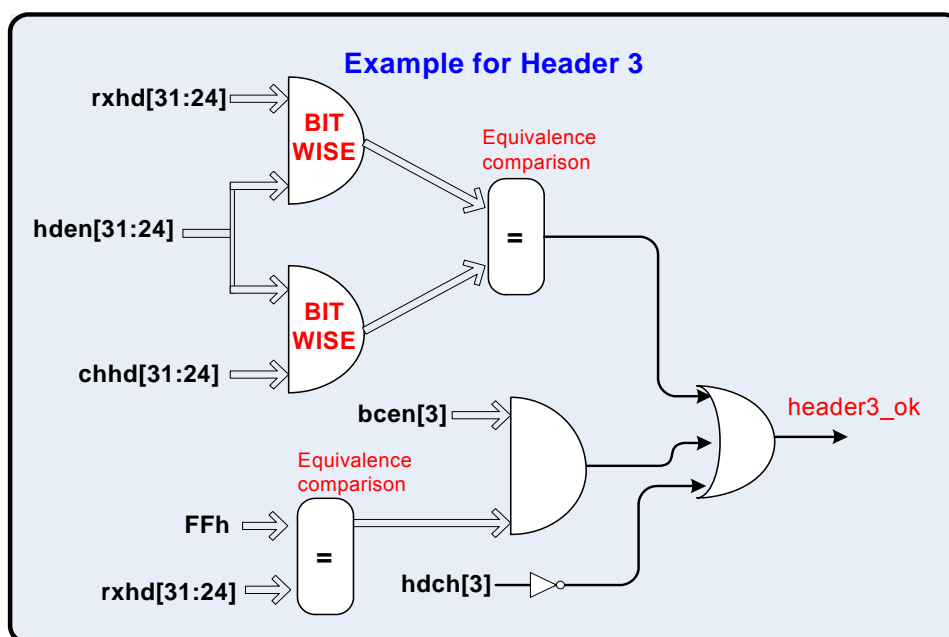 Example for Header 3
rxhd[31:24]
BIT
WISE
Equivalence
comparison
hden[31:24]
=
BIT
WISE
chhd[31:24]
bcen[3]
header3_ok
Equivalence
comparison
FFh
=
rxhd[31:24]
hdch[3]